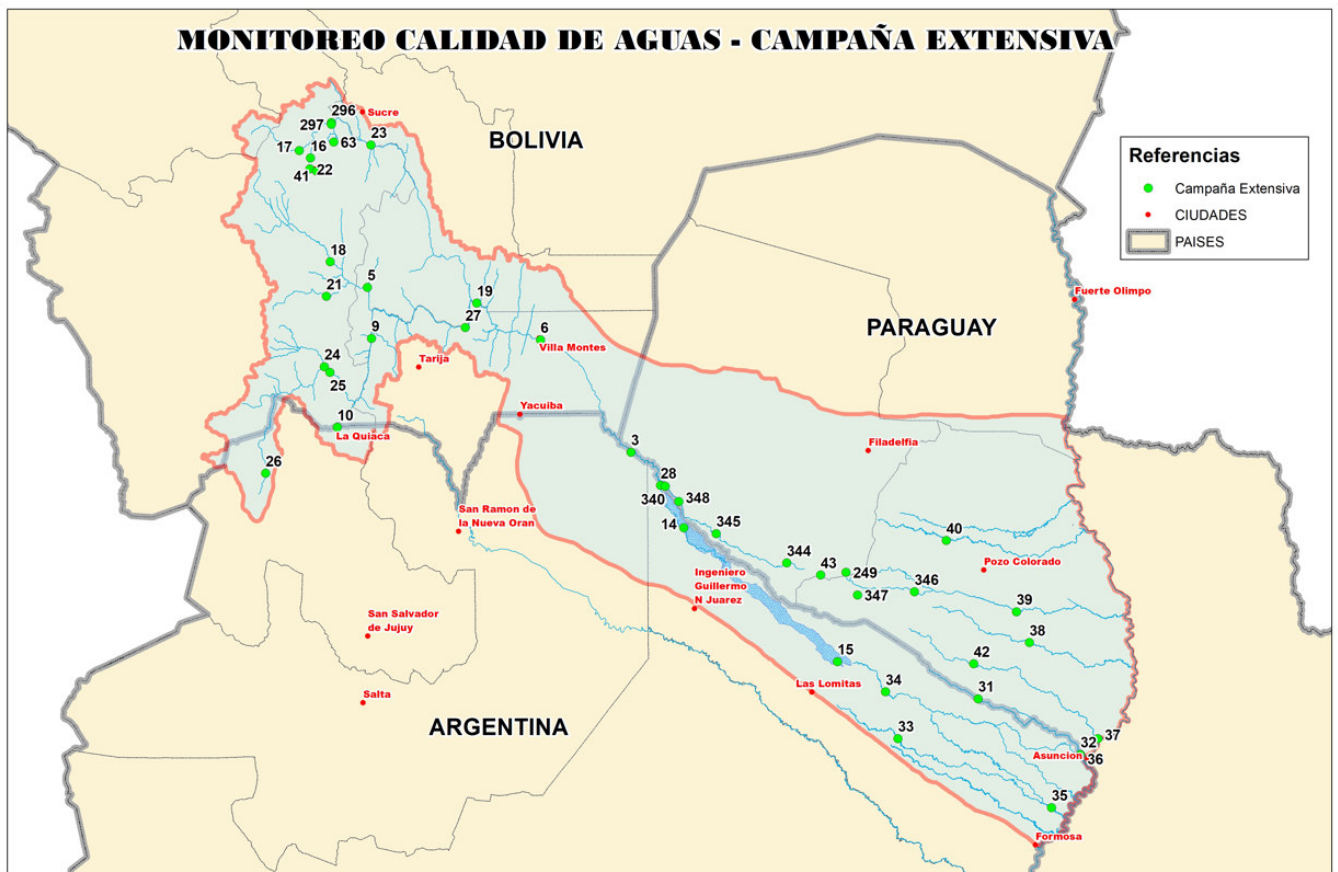 MONITOREO CALIDAD DE AGUAS - CAMPAÑA EXTENSIVA
296
Sucre
297
63
23
BOLIVIA
17
16
22
41
Referencias
Campaña Extensiva
CIUDADES
PAISES
18
5
21
19
27
6
Villa Montes
9
Fuerte Olimpo
PARAGUAY
24
25
Tarija
10
La Quiaca
Yacuiba
26
3
Filadelfia
28
340
348
San Ramon de
la Nueva Oran
14
345
40
344
43
249
Pozo Colorado
Ingeniero
Guillermo
N Juarez
347
346
39
San Salvador
de Jujuy
38
15
42
Salta
Las Lomitas
34
31
ARGENTINA
33
37
32
Asuncion
36
35
Formosa